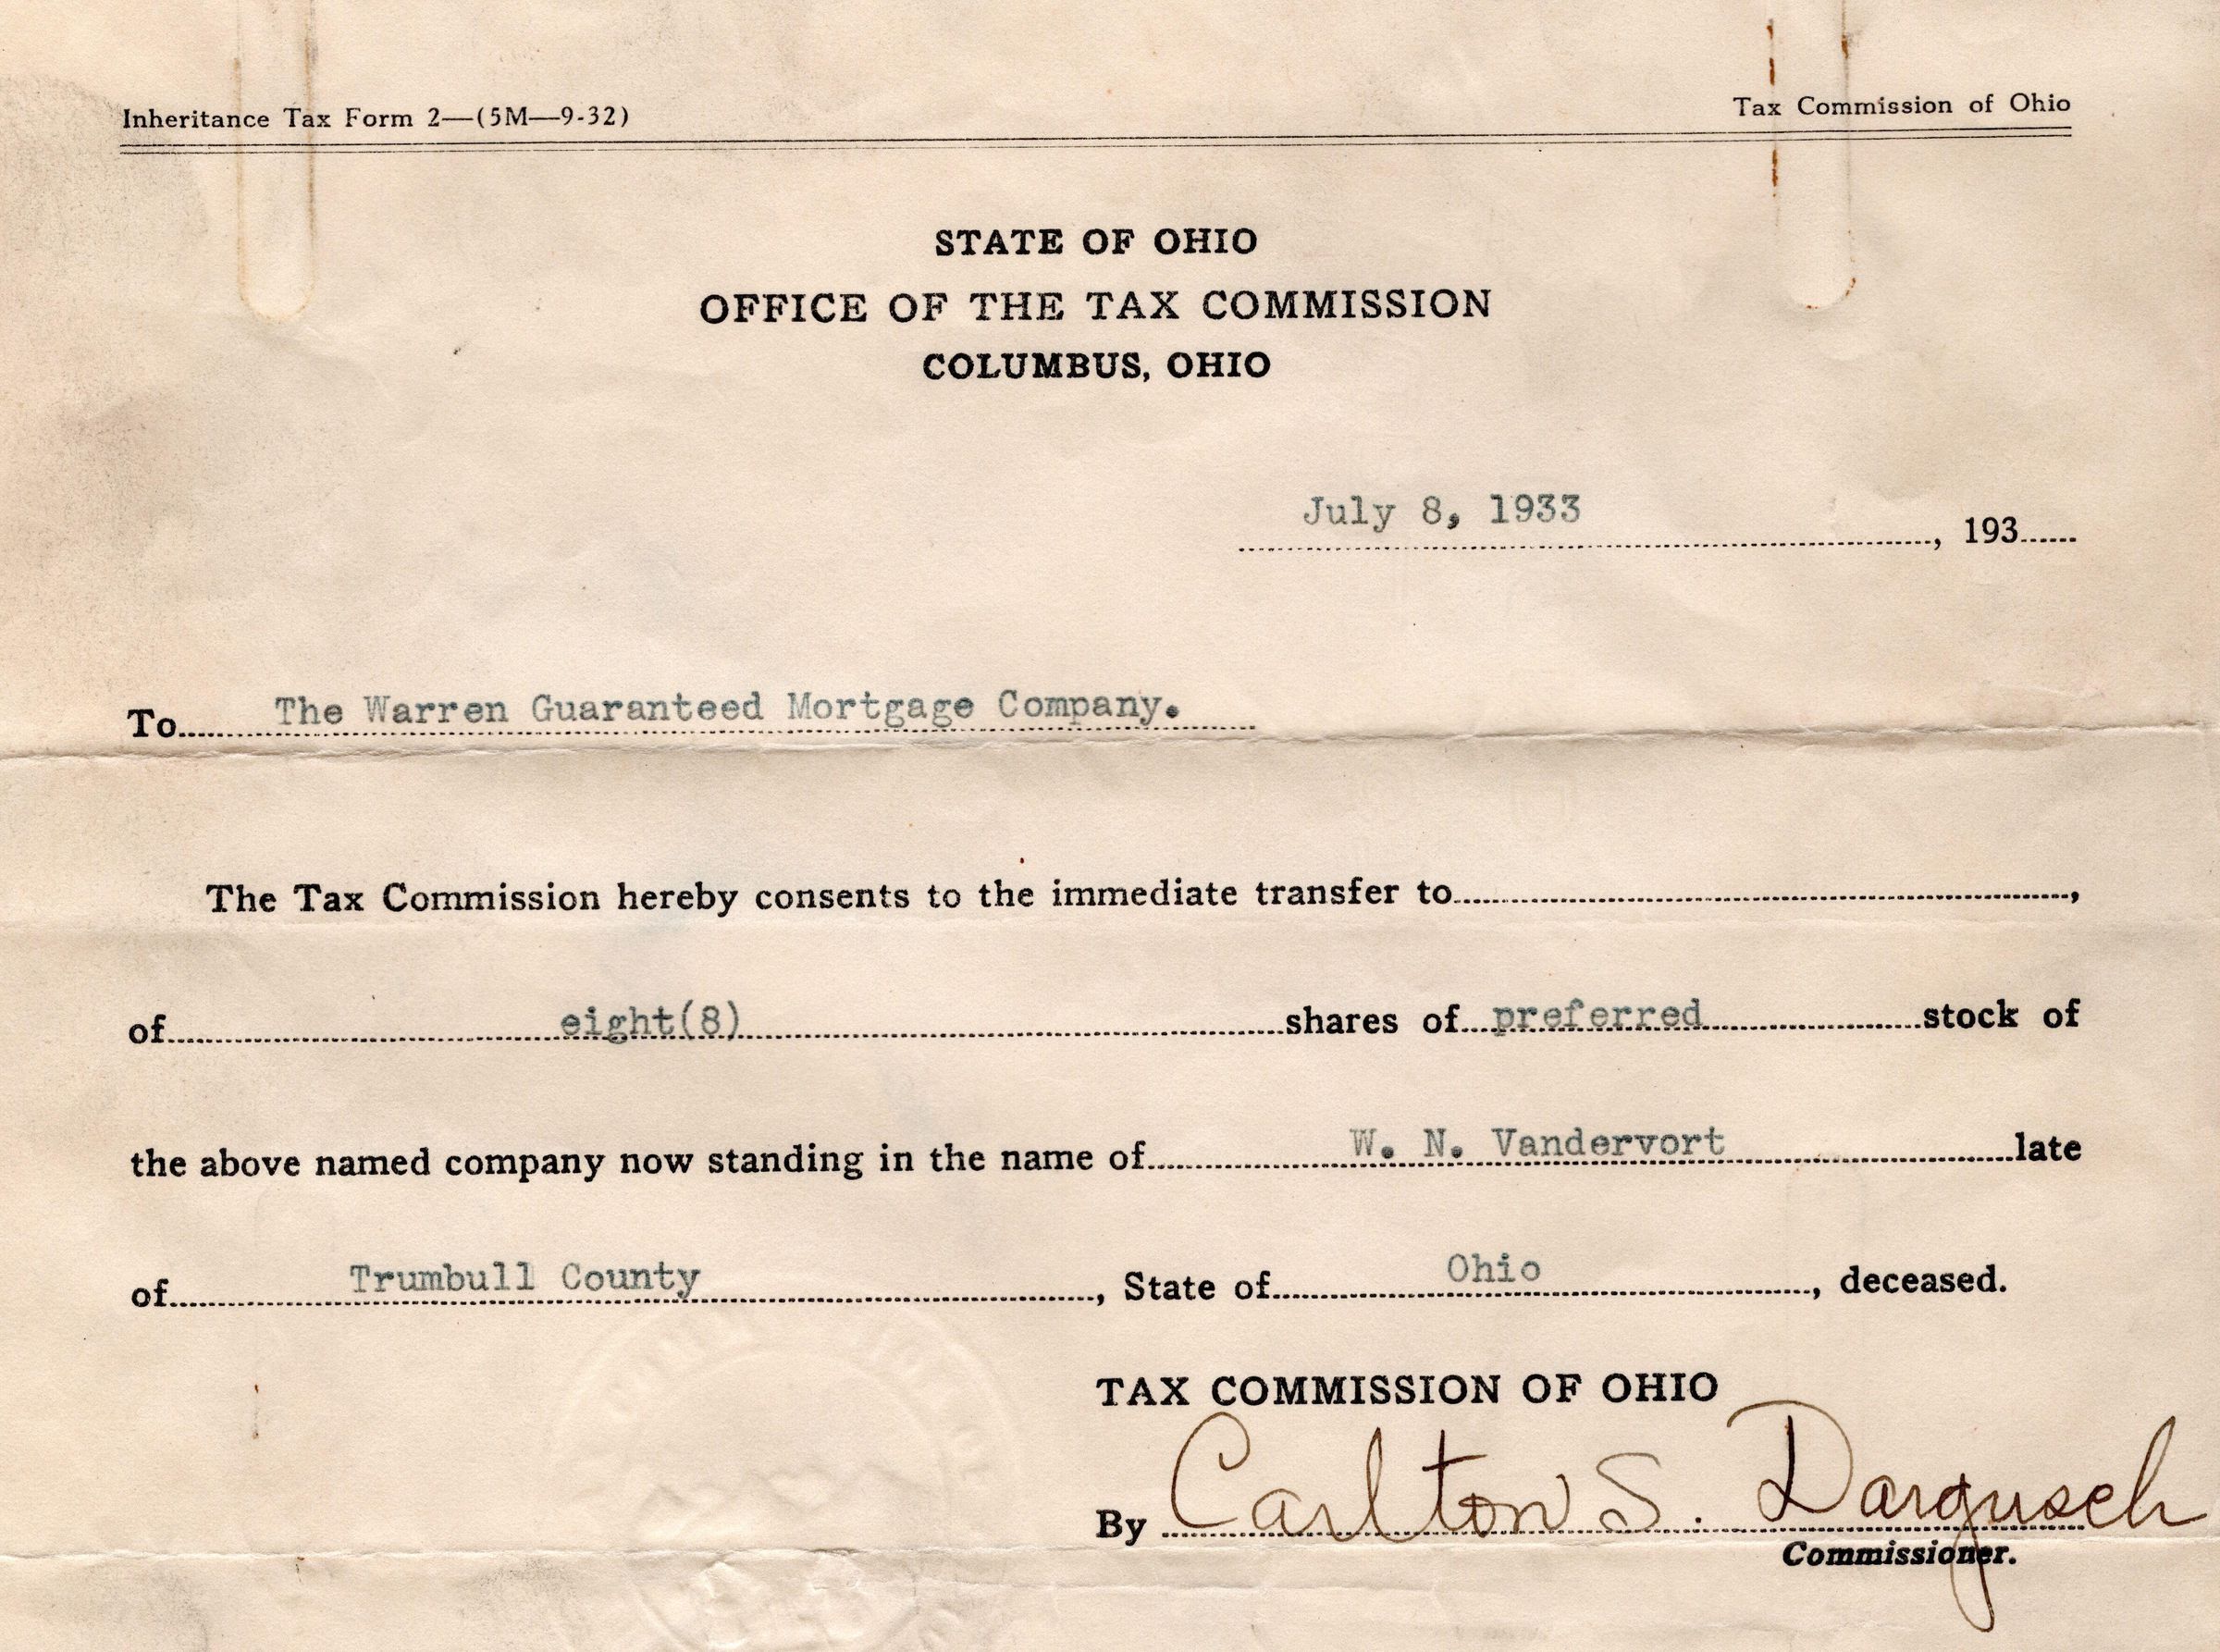 Inheritance Tax Form 2—(5M—9-32)
Tax Commission of Ohio
STATE OF OHIO
OFFICE OF THE TAX COMMISSION
COLUMBUS, OHIO
July 8, 1933, 193......
To The Warren Guaranteed Mortgage Company.
The Tax Commission hereby consents to the immediate transfer to......,
of eight(8) shares of preferred stock of
the above named company now standing in the name of W. N. Vandervort late
of Trumbull County, State of Ohio, deceased.
TAX COMMISSION OF OHIO
By Carlton S. Dargusch
Commissioner.